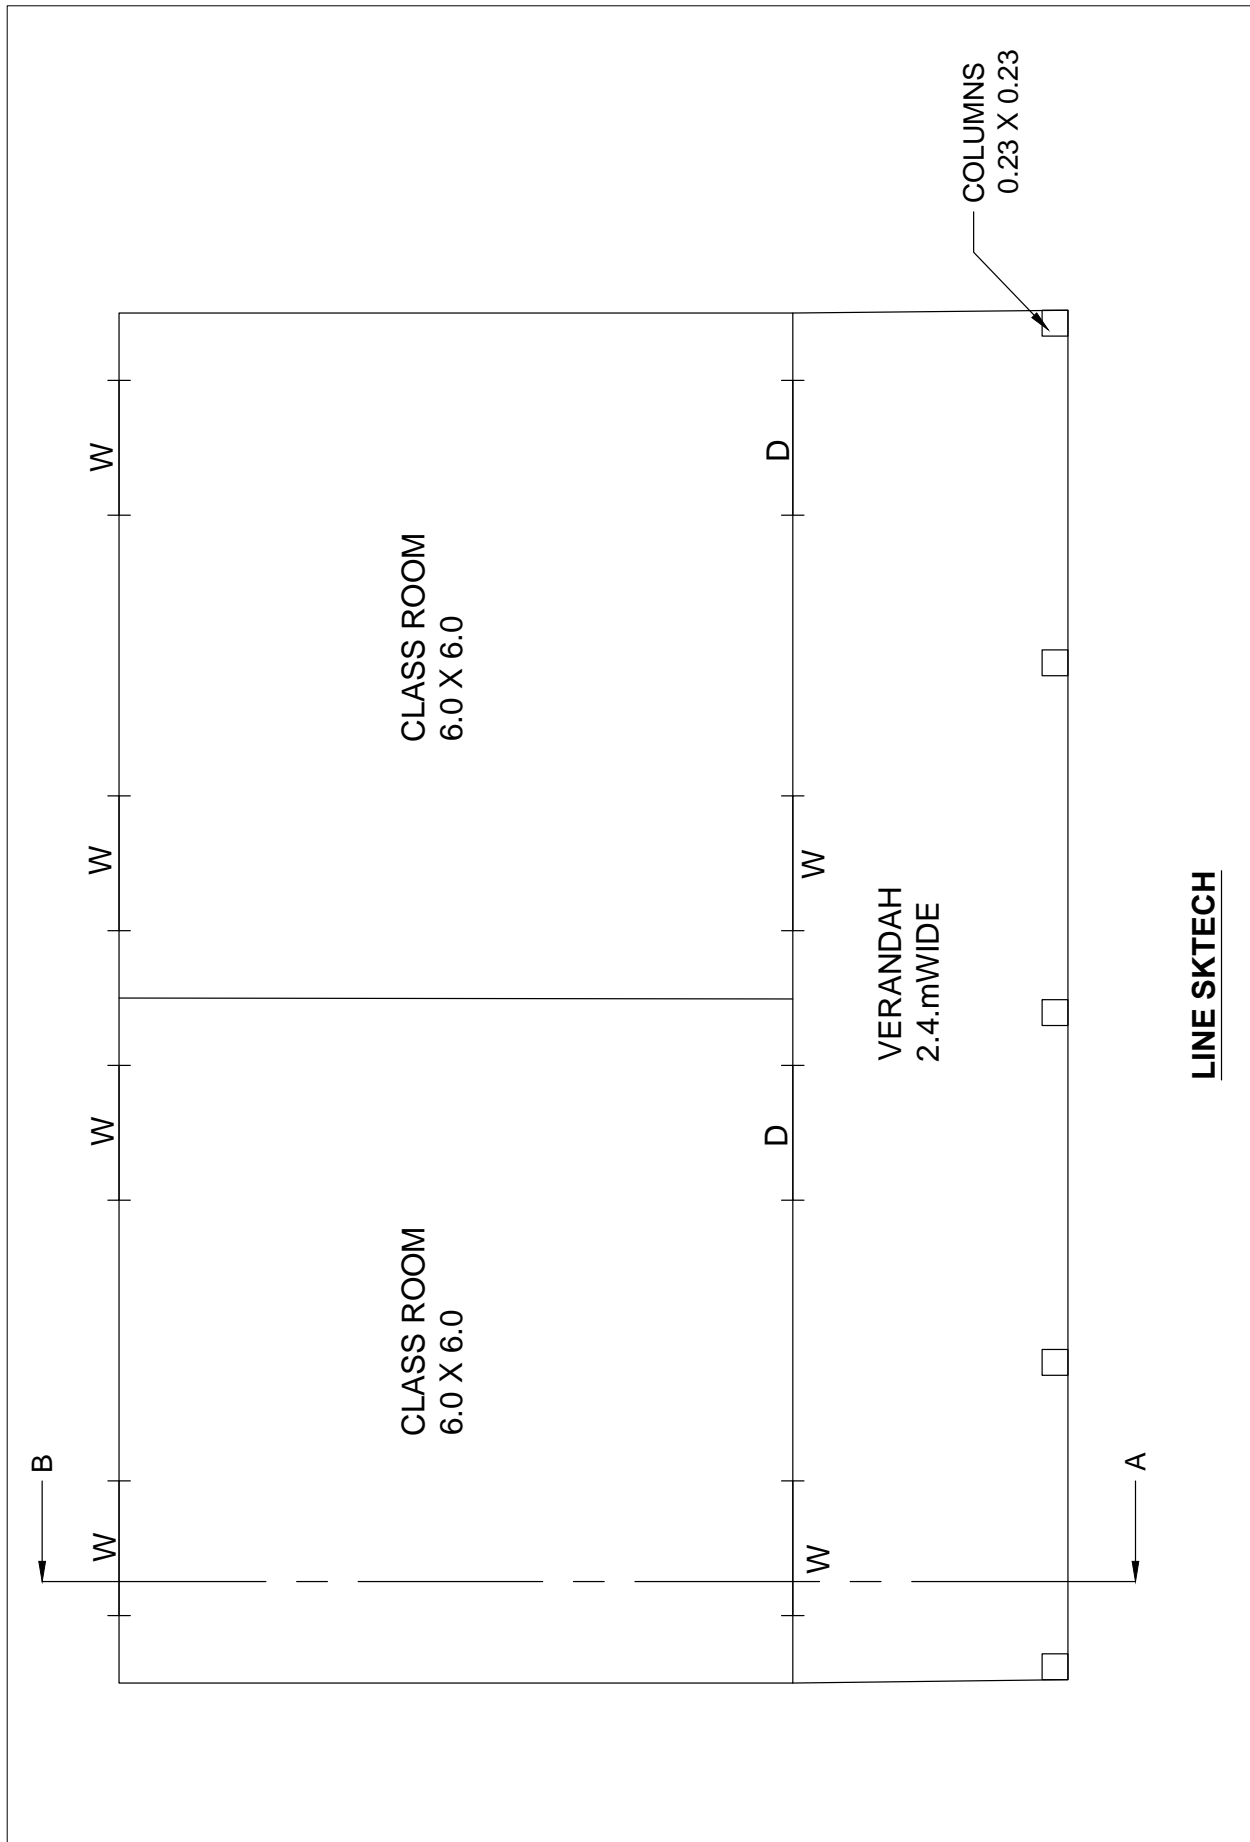 B
W
W
W
W
CLASS ROOM
6.0 X 6.0
CLASS ROOM
6.0 X 6.0
W
D
W
D
VERANDAH
2.4.mWIDE
COLUMNS
0.23 X 0.23
A
LINE SKTECH